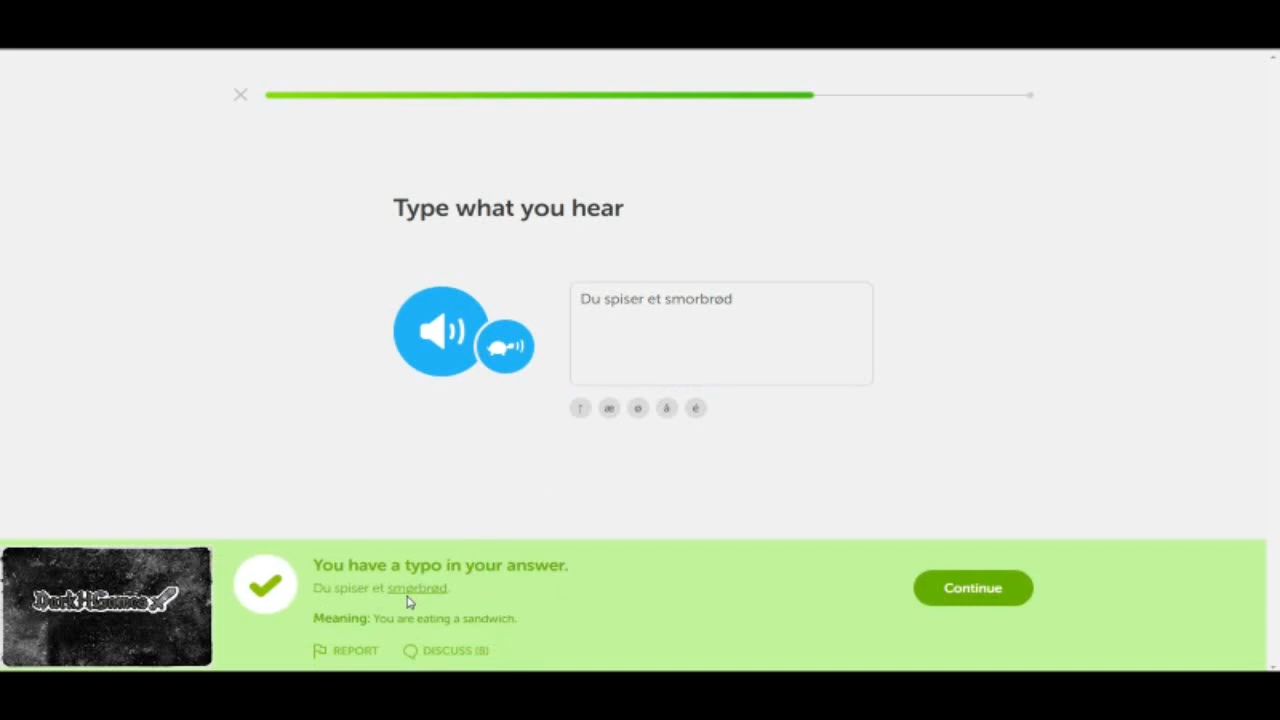 Type what you hear
Du spiser et smorbrød
↑ æ ø å é
You have a typo in your answer.
Du spiser et smørbrød.
Meaning: You are eating a sandwich.
Continue
REPORT DISCUSS (8)